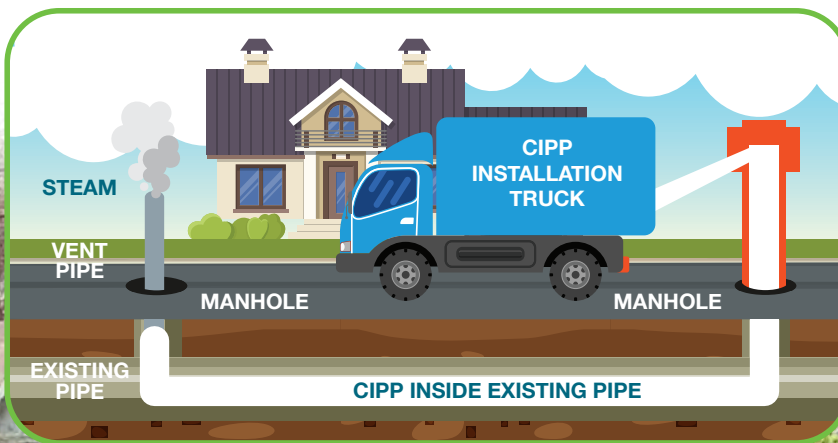 CIPP
INSTALLATION
TRUCK
STEAM
VENT
PIPE
MANHOLE
MANHOLE
EXISTING
PIPE
CIPP INSIDE EXISTING PIPE